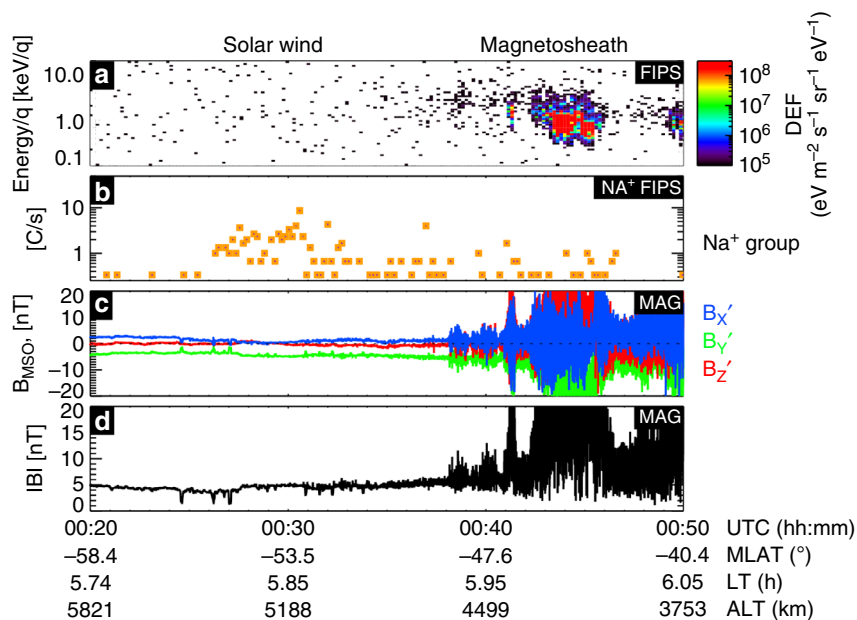 Solar wind Magnetosheath
a FIPS
Energy/q [keV/q]
10.0
1.0
0.1
10⁸
10⁷
10⁶
10⁵
DEF
(eV m⁻² s⁻¹ sr⁻¹ eV⁻¹)
b NA⁺ FIPS
[C/s]
10
1
Na⁺ group
c MAG
B_MSO', [nT]
20
10
0
−10
−20
B_X′
B_Y′
B_Z′
d MAG
IBI [nT]
20
15
10
5
0
00:20 00:30 00:40 00:50 UTC (hh:mm)
−58.4 −53.5 −47.6 −40.4 MLAT (°)
5.74 5.85 5.95 6.05 LT (h)
5821 5188 4499 3753 ALT (km)